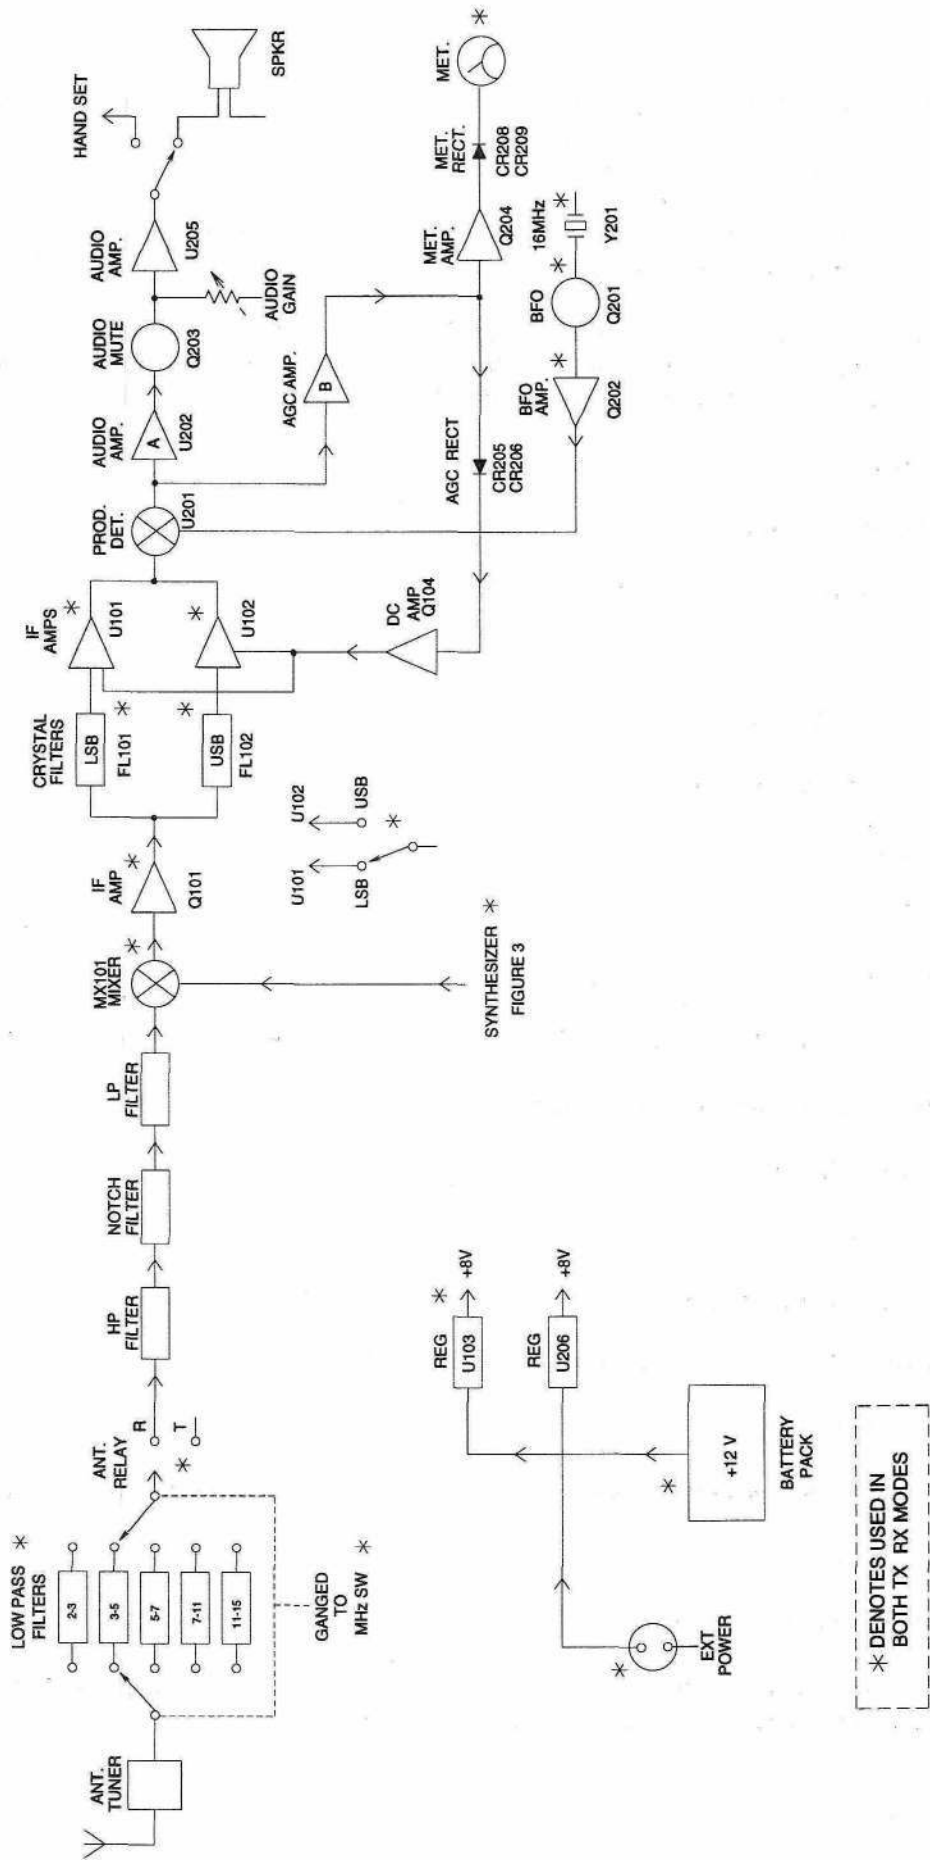 ANT.
TUNER
LOW PASS *
FILTERS
2-3
3-5
5-7
7-11
11-15
GANGED
TO
MHz SW *
ANT.
RELAY
R
T
*
HP
FILTER
NOTCH
FILTER
LP
FILTER
MX101
MIXER
*
SYNTHESIZER *
FIGURE 3
IF
AMP
*
Q101
CRYSTAL
FILTERS
LSB
FL101
*
USB
FL102
*
IF
AMPS
*
U101
*
U102
U101
U102
LSB
USB
*
PROD.
DET.
U201
AUDIO
AMP.
A
U202
AUDIO
MUTE
Q203
AUDIO
GAIN
AUDIO
AMP.
U205
HAND SET
SPKR
AGC AMP.
B
DC
AMP
Q104
AGC RECT
CR205
CR206
MET.
AMP.
Q204
MET.
RECT.
CR208
CR209
MET.
*
BFO
AMP.
*
Q202
BFO
*
Q201
16MHz
*
Y201
REG
*
U103
+8V
REG
U206
+8V
EXT
POWER
*
+12 V
*
BATTERY
PACK
* DENOTES USED IN
BOTH TX RX MODES